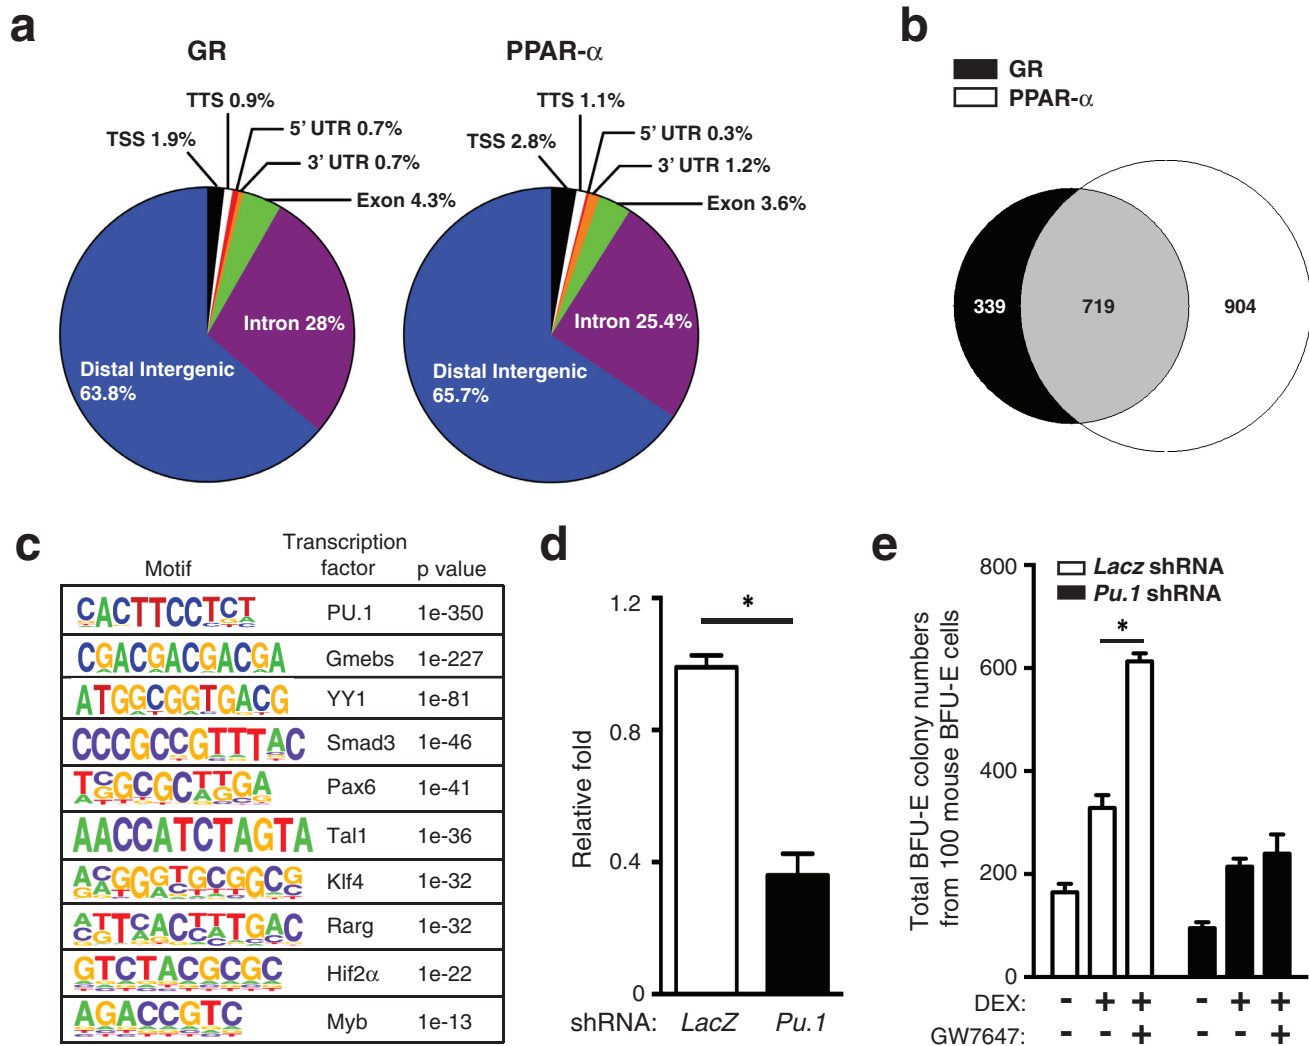 a
GR
TTS 0.9%
TSS 1.9%
5’ UTR 0.7%
3’ UTR 0.7%
Exon 4.3%
Intron 28%
Distal Intergenic
63.8%
PPAR-α
TTS 1.1%
TSS 2.8%
5’ UTR 0.3%
3’ UTR 1.2%
Exon 3.6%
Intron 25.4%
Distal Intergenic
65.7%
b
GR
PPAR-α
339
719
904
c
Motif
Transcription
factor
p value
CACTTCCTCT PU.1 1e-350
CGACGACGACGA Gmebs 1e-227
ATGGCGGTGACG YY1 1e-81
CCCGCCGTTTAC Smad3 1e-46
TCGCGCTTGA Pax6 1e-41
AACCATCTAGTA Tal1 1e-36
ACGGGTGCGGCG Klf4 1e-32
ATTCACTTTGAC Rarg 1e-32
GTCTACGCGC Hif2α 1e-22
AGACCGTC Myb 1e-13
d
Relative fold
1.2
0.8
0.4
0
*
shRNA: LacZ Pu.1
e
Total BFU-E colony numbers
from 100 mouse BFU-E cells
800
600
400
200
0
Lacz shRNA
Pu.1 shRNA
*
DEX: - + + - + +
GW7647: - - + - - +